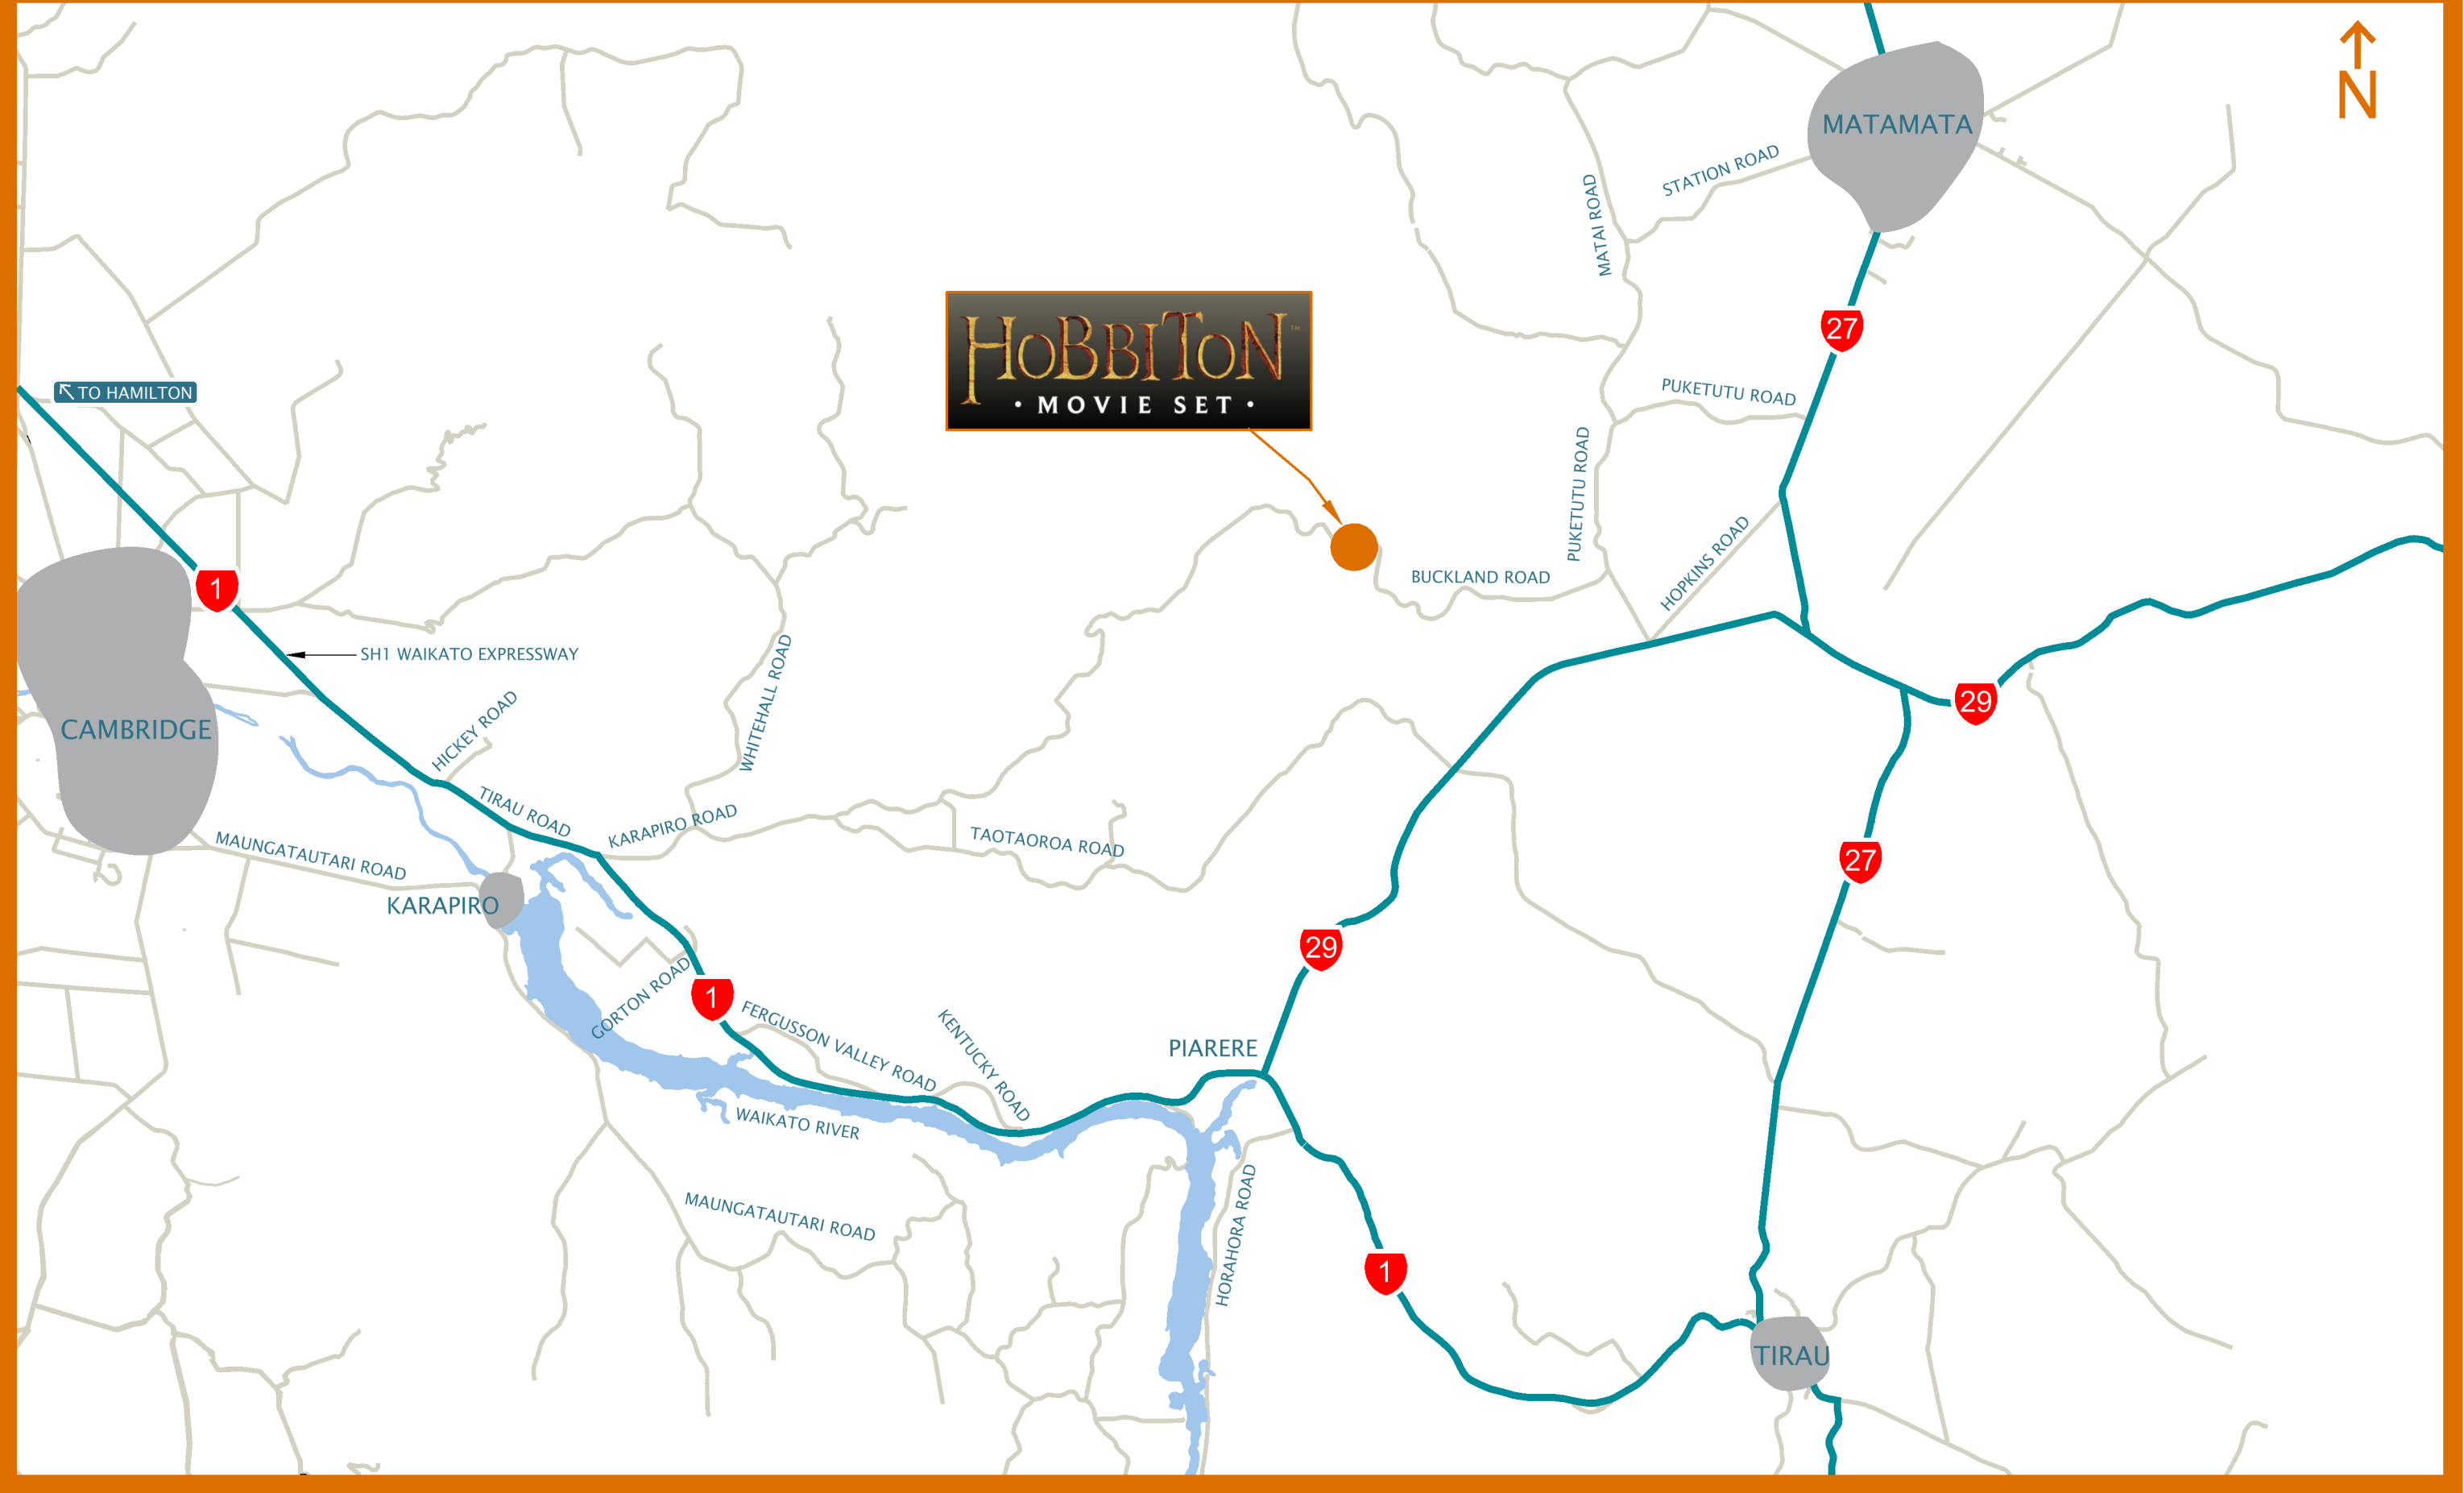 N
MATAMATA
STATION ROAD
MATAI ROAD
HOBBITON™
· MOVIE SET ·
27
TO HAMILTON
PUKETUTU ROAD
PUKETUTU ROAD
HOPKINS ROAD
BUCKLAND ROAD
1
SH1 WAIKATO EXPRESSWAY
WHITEHALL ROAD
29
CAMBRIDGE
HICKEY ROAD
TIRAU ROAD
KARAPIRO ROAD
TAOTAOROA ROAD
27
MAUNGATAUTARI ROAD
KARAPIRO
29
GORTON ROAD
1
FERGUSSON VALLEY ROAD
KENTUCKY ROAD
PIARERE
WAIKATO RIVER
MAUNGATAUTARI ROAD
HORAHORA ROAD
1
TIRAU